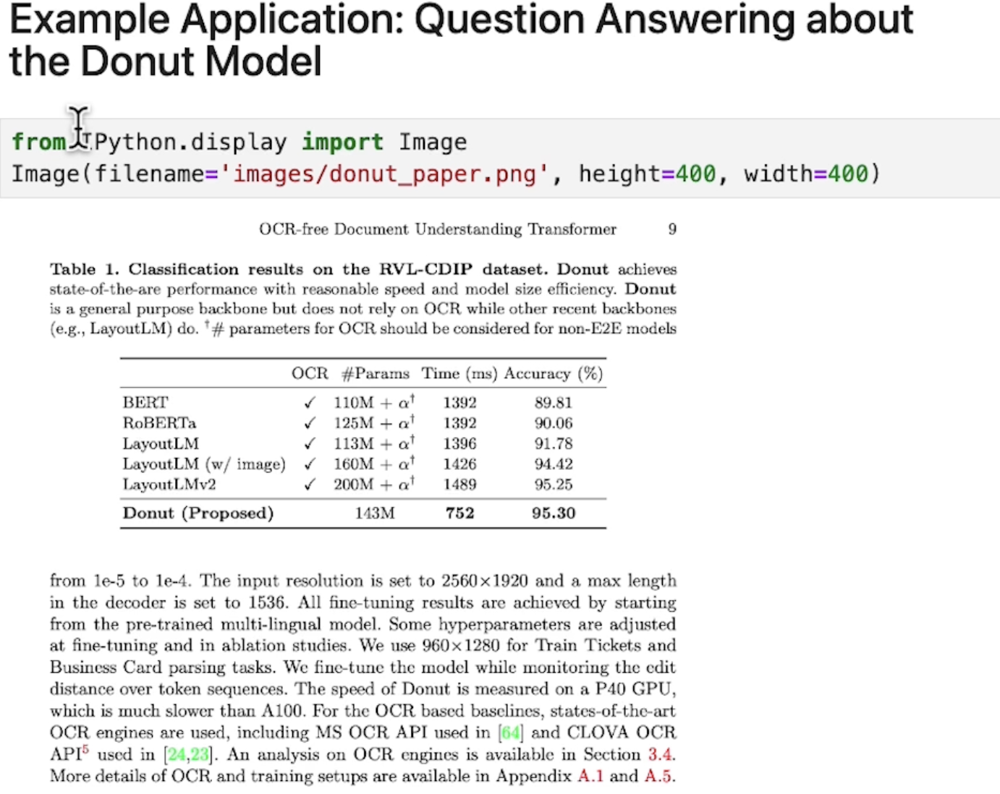 Example Application: Question Answering about
the Donut Model
from IPython.display import Image
Image(filename='images/donut_paper.png', height=400, width=400)
OCR-free Document Understanding Transformer 9
Table 1. Classification results on the RVL-CDIP dataset. Donut achieves
state-of-the-are performance with reasonable speed and model size efficiency. Donut
is a general purpose backbone but does not rely on OCR while other recent backbones
(e.g., LayoutLM) do. †# parameters for OCR should be considered for non-E2E models
OCR #Params Time (ms) Accuracy (%)
BERT ✓ 110M + α† 1392 89.81
RoBERTa ✓ 125M + α† 1392 90.06
LayoutLM ✓ 113M + α† 1396 91.78
LayoutLM (w/ image) ✓ 160M + α† 1426 94.42
LayoutLMv2 ✓ 200M + α† 1489 95.25
Donut (Proposed) 143M 752 95.30
from 1e-5 to 1e-4. The input resolution is set to 2560×1920 and a max length
in the decoder is set to 1536. All fine-tuning results are achieved by starting
from the pre-trained multi-lingual model. Some hyperparameters are adjusted
at fine-tuning and in ablation studies. We use 960×1280 for Train Tickets and
Business Card parsing tasks. We fine-tune the model while monitoring the edit
distance over token sequences. The speed of Donut is measured on a P40 GPU,
which is much slower than A100. For the OCR based baselines, states-of-the-art
OCR engines are used, including MS OCR API used in [64] and CLOVA OCR
API5 used in [24,23]. An analysis on OCR engines is available in Section 3.4.
More details of OCR and training setups are available in Appendix A.1 and A.5.